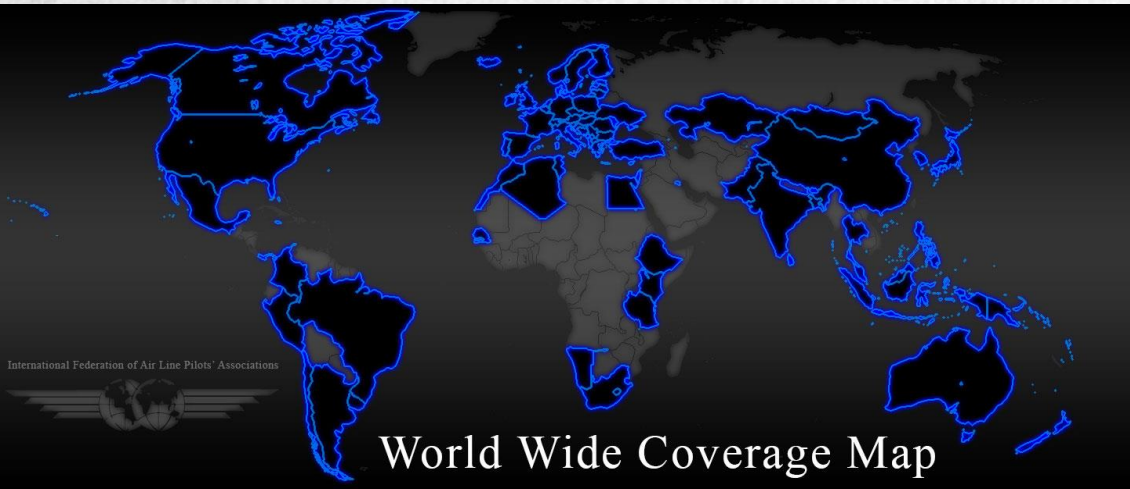 International Federation of Air Line Pilots' Associations
World Wide Coverage Map